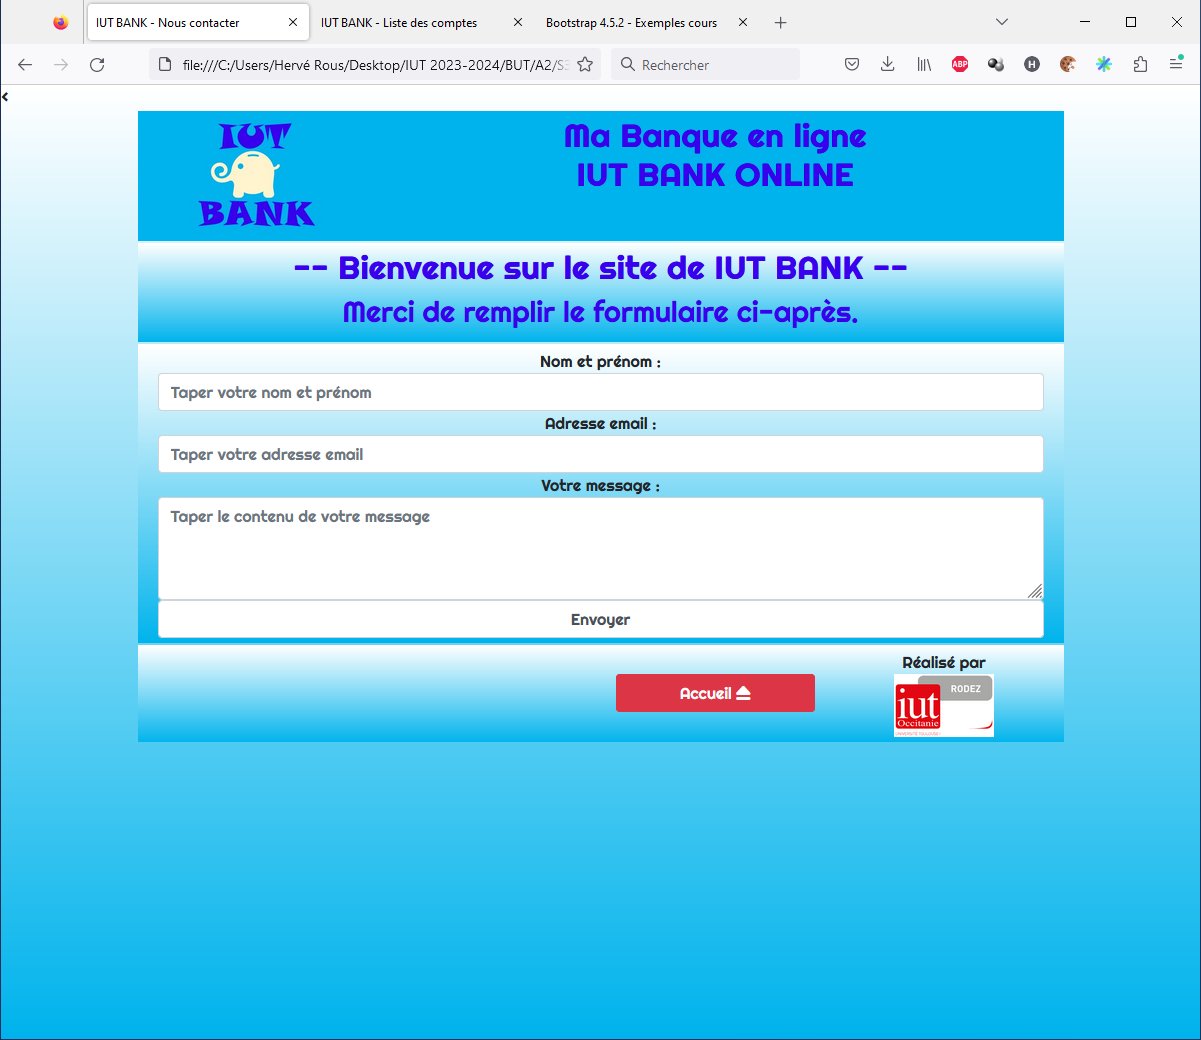 IUT BANK - Nous contacter
IUT BANK - Liste des comptes
Bootstrap 4.5.2 - Exemples cours
file:///C:/Users/Hervé Rous/Desktop/IUT 2023-2024/BUT/A2/S3
Rechercher
ABP
H
<
IUT
BANK
Ma Banque en ligne
IUT BANK ONLINE
-- Bienvenue sur le site de IUT BANK --
Merci de remplir le formulaire ci-après.
Nom et prénom :
Taper votre nom et prénom
Adresse email :
Taper votre adresse email
Votre message :
Taper le contenu de votre message
Envoyer
Accueil
Réalisé par
RODEZ
iut
Occitanie